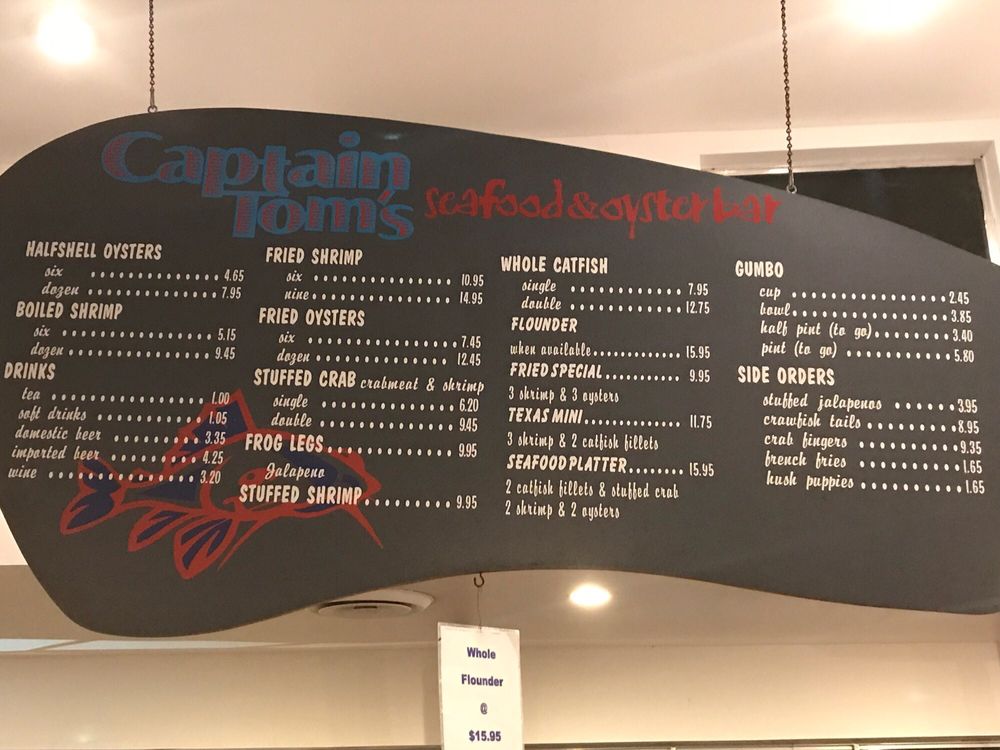 Captain
Tom's seafood & oyster bar
HALFSHELL OYSTERS
six 4.65
dozen 7.95
BOILED SHRIMP
six 5.15
dozen 9.45
DRINKS
tea 1.00
soft drinks 1.05
domestic beer 3.35
imported beer 4.25
wine 3.20
FRIED SHRIMP
six 10.95
nine 14.95
FRIED OYSTERS
six 7.45
dozen 12.45
STUFFED CRAB crabmeat & shrimp
single 6.20
double 9.45
FROG LEGS 9.95
Jalapeno
STUFFED SHRIMP 9.95
WHOLE CATFISH
single 7.95
double 12.75
FLOUNDER
when available 15.95
FRIED SPECIAL 9.95
3 shrimp & 3 oysters
TEXAS MINI 11.75
3 shrimp & 2 catfish fillets
SEAFOOD PLATTER 15.95
2 catfish fillets & stuffed crab
2 shrimp & 2 oysters
GUMBO
cup 2.45
bowl 3.85
half pint (to go) 3.40
pint (to go) 5.80
SIDE ORDERS
stuffed jalapenos 3.95
crawfish tails 8.95
crab fingers 9.35
french fries 1.65
hush puppies 1.65
Whole
Flounder
@
$15.95